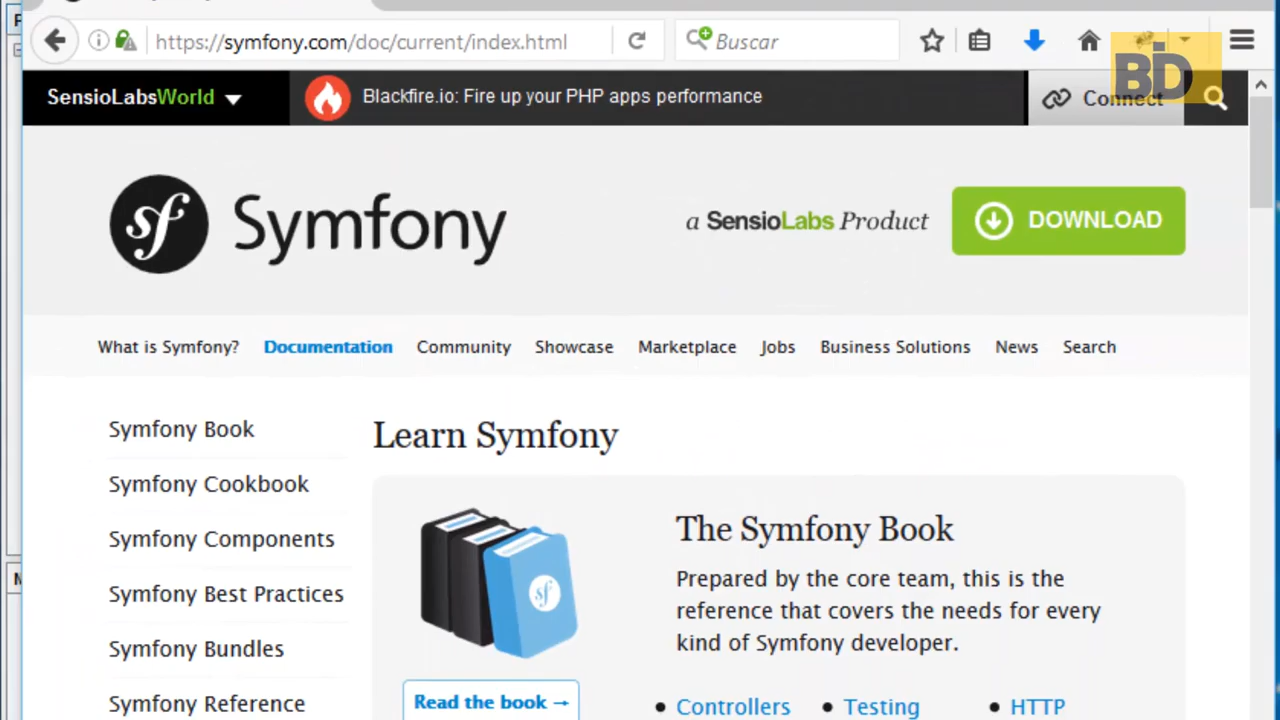 https://symfony.com/doc/current/index.html
Buscar
BiD
SensioLabsWorld
Blackfire.io: Fire up your PHP apps performance
Connect
sf Symfony
a SensioLabs Product
DOWNLOAD
What is Symfony? Documentation Community Showcase Marketplace Jobs Business Solutions News Search
Symfony Book
Symfony Cookbook
Symfony Components
Symfony Best Practices
Symfony Bundles
Symfony Reference
Learn Symfony
sf
Read the book →
The Symfony Book
Prepared by the core team, this is the
reference that covers the needs for every
kind of Symfony developer.
• Controllers • Testing • HTTP